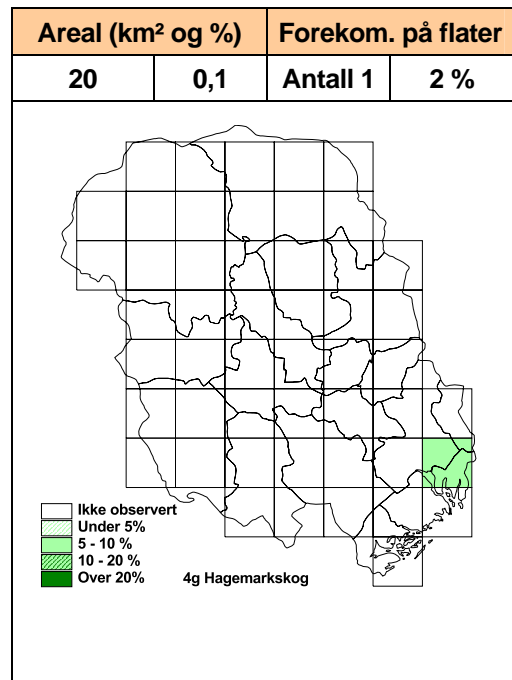 Areal (km² og %) Forekom. på flater
20 0,1 Antall 1 2 %
Ikke observert
Under 5%
5 - 10 %
10 - 20 %
Over 20% 4g Hagemarkskog